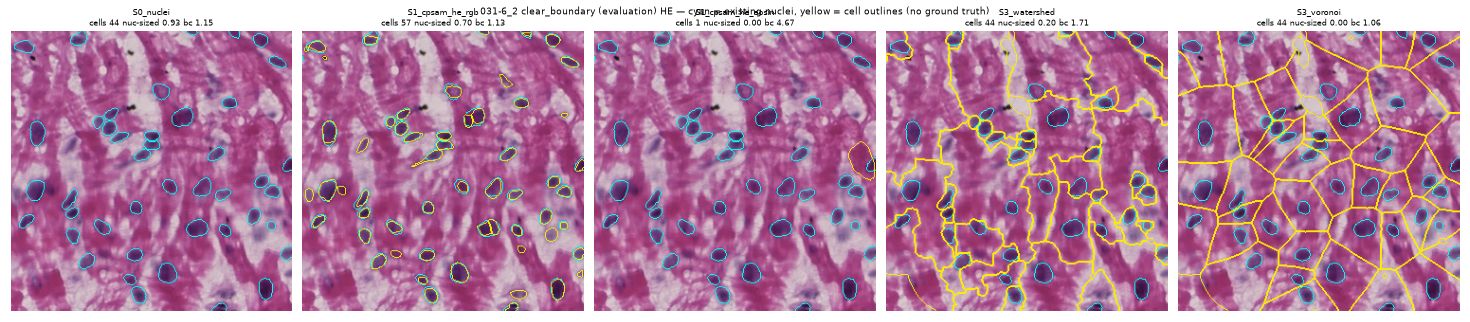 031-6_2 clear_boundary (evaluation) HE — cyan = existing nuclei, yellow = cell outlines (no ground truth)
S0_nuclei
cells 44 nuc-sized 0.93 bc 1.15
S1_cpsam_he_rgb
cells 57 nuc-sized 0.70 bc 1.13
cells 1 nuc-sized 0.00 bc 4.67
S3_watershed
cells 44 nuc-sized 0.20 bc 1.71
S3_voronoi
cells 44 nuc-sized 0.00 bc 1.06